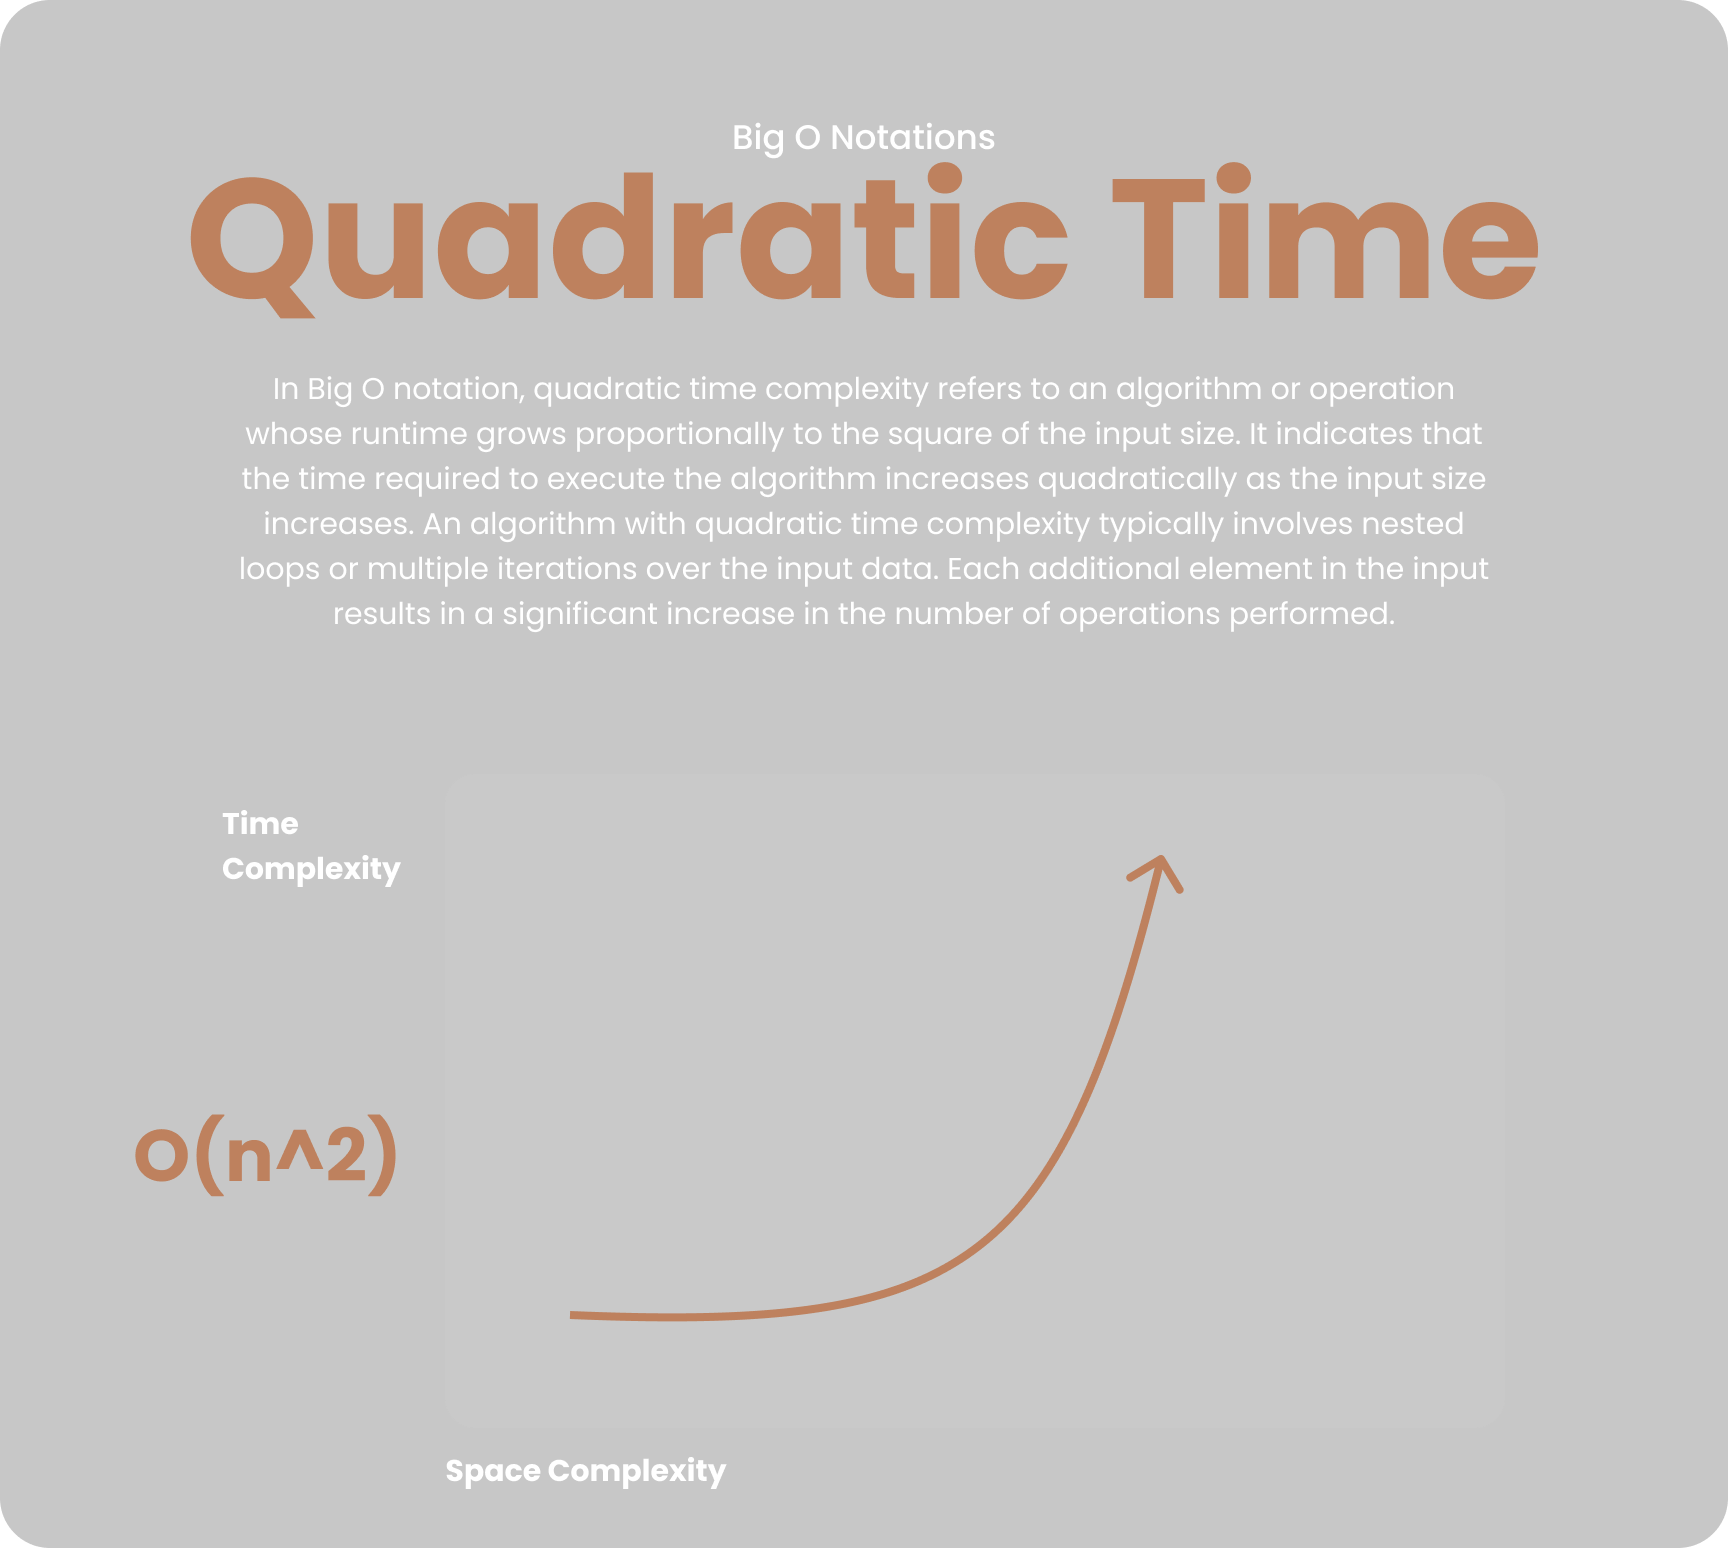 Big O Notations
Quadratic Time
In Big O notation, quadratic time complexity refers to an algorithm or operation
whose runtime grows proportionally to the square of the input size. It indicates that
the time required to execute the algorithm increases quadratically as the input size
increases. An algorithm with quadratic time complexity typically involves nested
loops or multiple iterations over the input data. Each additional element in the input
results in a significant increase in the number of operations performed.
Time
Complexity
O(n^2)
Space Complexity